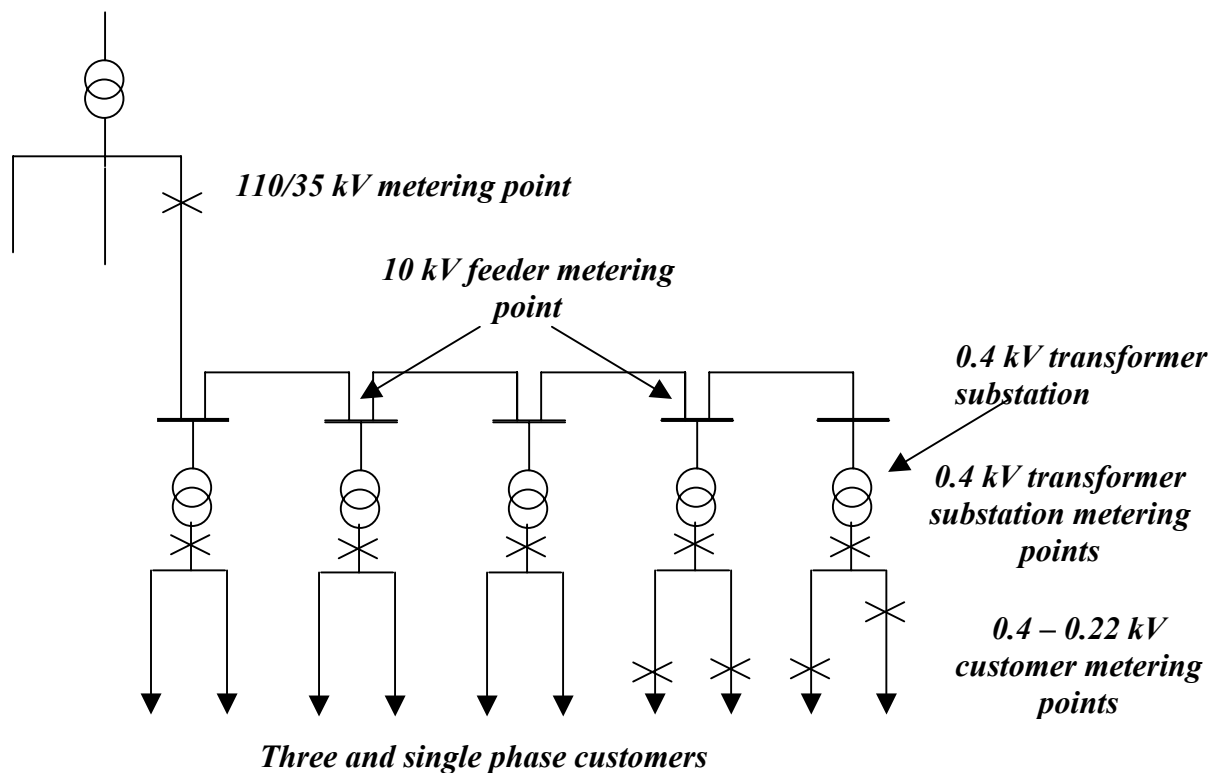 110/35 kV metering point
10 kV feeder metering
point
0.4 kV transformer
substation
0.4 kV transformer
substation metering
points
0.4 – 0.22 kV
customer metering
points
Three and single phase customers